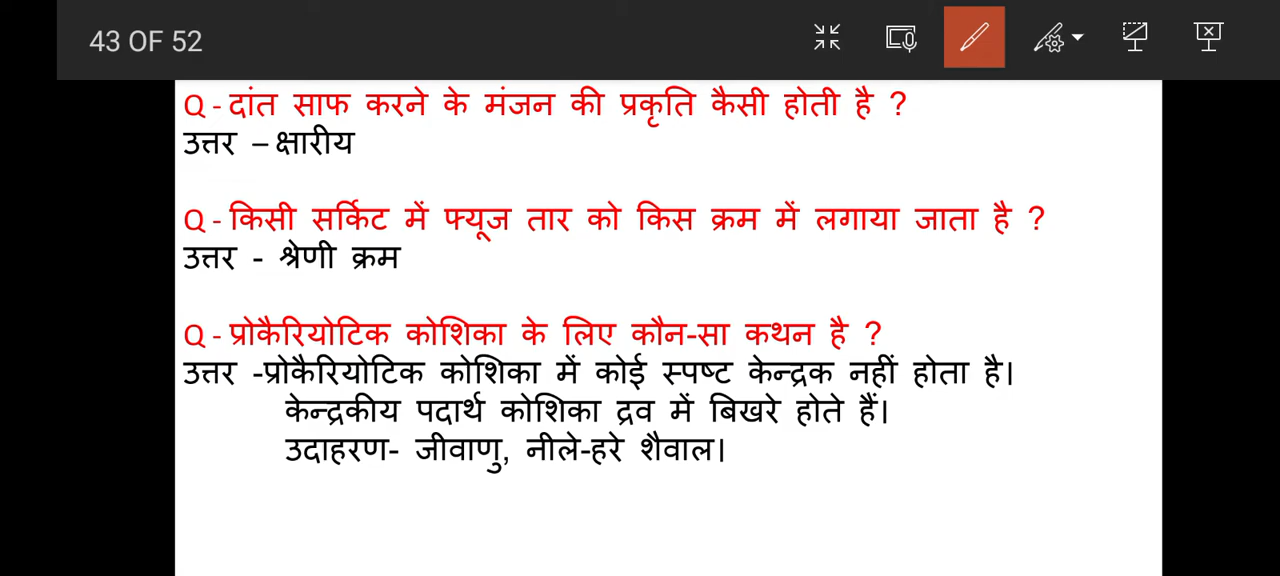 43 OF 52
Q - दांत साफ करने के मंजन की प्रकृति कैसी होती है ?
उत्तर – क्षारीय
Q - किसी सर्किट में फ्यूज तार को किस क्रम में लगाया जाता है ?
उत्तर - श्रेणी क्रम
Q - प्रोकैरियोटिक कोशिका के लिए कौन-सा कथन है ?
उत्तर -प्रोकैरियोटिक कोशिका में कोई स्पष्ट केन्द्रक नहीं होता है।
केन्द्रकीय पदार्थ कोशिका द्रव में बिखरे होते हैं।
उदाहरण- जीवाणु, नीले-हरे शैवाल।